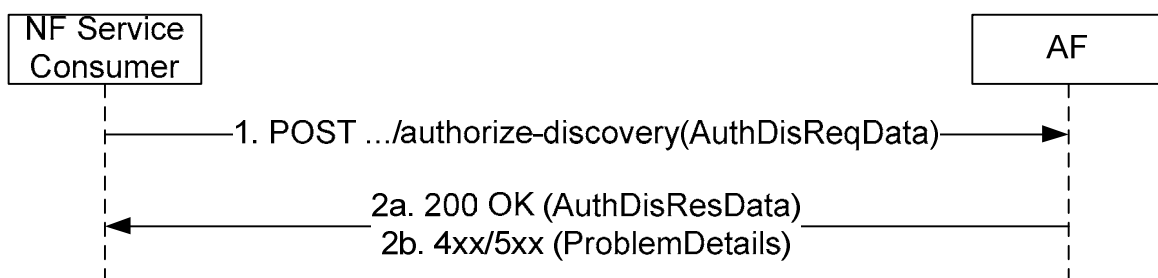 NF Service
Consumer
AF
1. POST .../authorize-discovery(AuthDisReqData)
2a. 200 OK (AuthDisResData)
2b. 4xx/5xx (ProblemDetails)